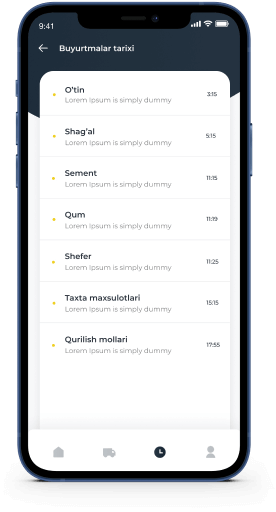 9:41
Buyurtmalar tarixi
O'tin
Lorem Ipsum is simply dummy
3:15
Shag'al
Lorem Ipsum is simply dummy
5:15
Sement
Lorem Ipsum is simply dummy
11:15
Qum
Lorem Ipsum is simply dummy
11:19
Shefer
Lorem Ipsum is simply dummy
11:25
Taxta maxsulotlari
Lorem Ipsum is simply dummy
15:15
Qurilish mollari
Lorem Ipsum is simply dummy
17:55